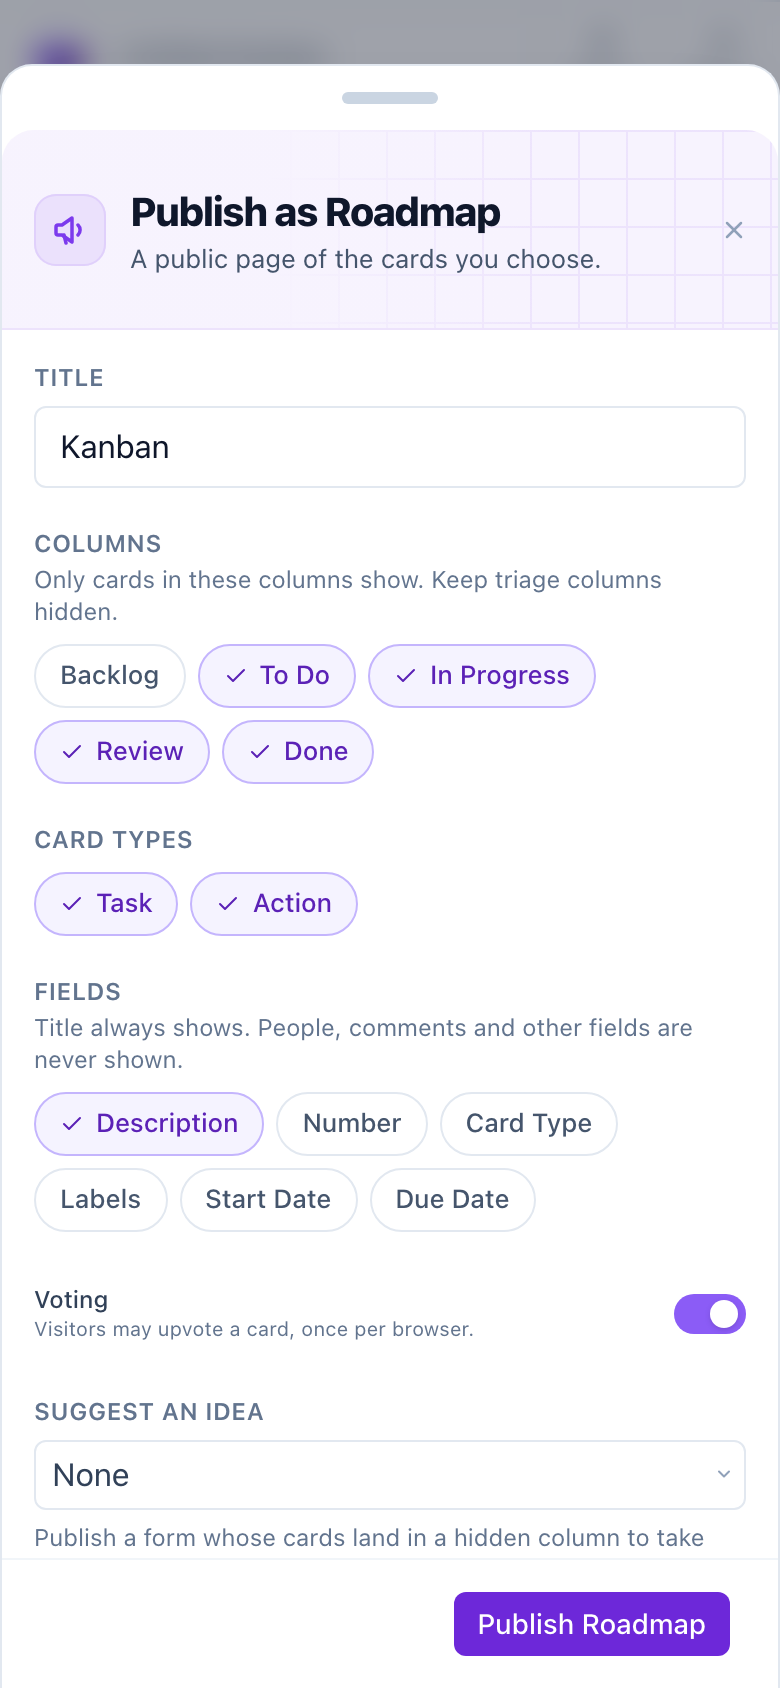 Publish as Roadmap
A public page of the cards you choose.
TITLE
Kanban
COLUMNS
Only cards in these columns show. Keep triage columns
hidden.
Backlog
To Do
In Progress
Review
Done
CARD TYPES
Task
Action
FIELDS
Title always shows. People, comments and other fields are
never shown.
Description
Number
Card Type
Labels
Start Date
Due Date
Voting
Visitors may upvote a card, once per browser.
SUGGEST AN IDEA
None
Publish a form whose cards land in a hidden column to take
Publish Roadmap